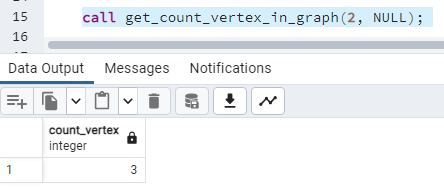 15 call get_count_vertex_in_graph(2, NULL);
16
Data Output Messages Notifications
count_vertex
integer
1 3